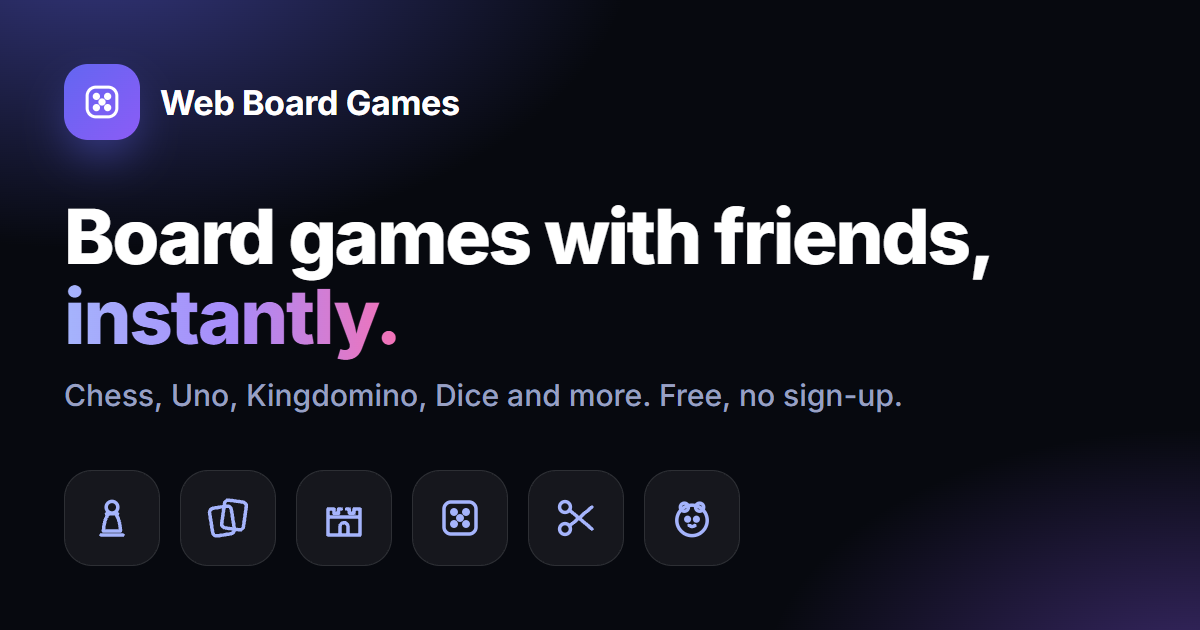 Web Board Games
Board games with friends,
instantly.
Chess, Uno, Kingdomino, Dice and more. Free, no sign-up.